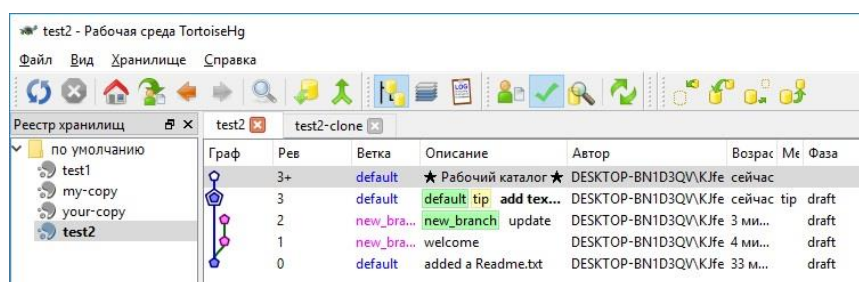 test2 - Рабочая среда TortoiseHg
Файл Вид Хранилище Справка
LOG
Реестр хранилищ
test2 test2-clone
по умолчанию
test1
my-copy
your-copy
test2
Граф Рев Ветка Описание Автор Возрас Ме Фаза
3+ default ★ Рабочий каталог ★ DESKTOP-BN1D3QV\KJfe сейчас
3 default default tip add tex... DESKTOP-BN1D3QV\KJfe сейчас tip draft
2 new_bra... new_branch update DESKTOP-BN1D3QV\KJfe 3 ми... draft
1 new_bra... welcome DESKTOP-BN1D3QV\KJfe 4 ми... draft
0 default added a Readme.txt DESKTOP-BN1D3QV\KJfe 33 м... draft